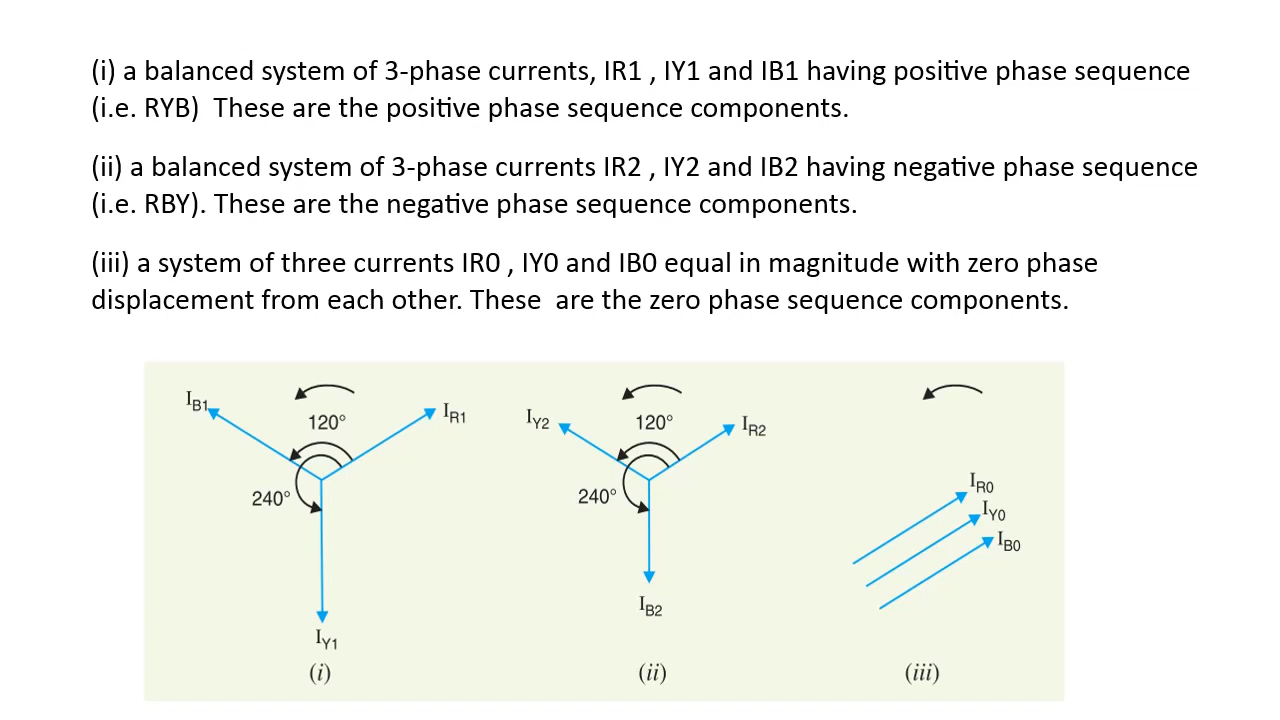 (i) a balanced system of 3-phase currents, IR1 , IY1 and IB1 having positive phase sequence
(i.e. RYB)  These are the positive phase sequence components.
(ii) a balanced system of 3-phase currents IR2 , IY2 and IB2 having negative phase sequence
(i.e. RBY). These are the negative phase sequence components.
(iii) a system of three currents IR0 , IY0 and IB0 equal in magnitude with zero phase
displacement from each other. These  are the zero phase sequence components.
IB1
120°
IR1
240°
IY1
(i)
IY2
120°
IR2
240°
IB2
(ii)
IR0
IY0
IB0
(iii)